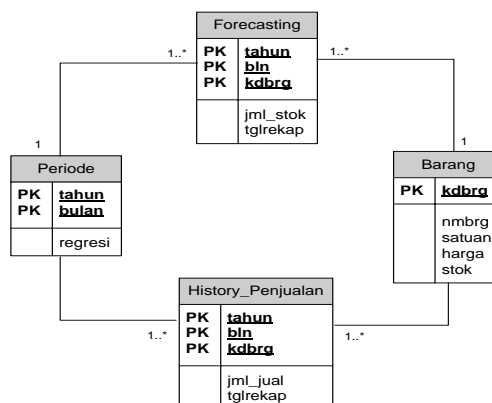 Forecasting
PK tahun
PK bln
PK kdbrg
jml_stok
tglrekap
1..*
1..*
1
1
Periode
PK tahun
PK bulan
regresi
Barang
PK kdbrg
nmbrg
satuan
harga
stok
History_Penjualan
PK tahun
PK bln
PK kdbrg
jml_jual
tglrekap
1..*
1..*